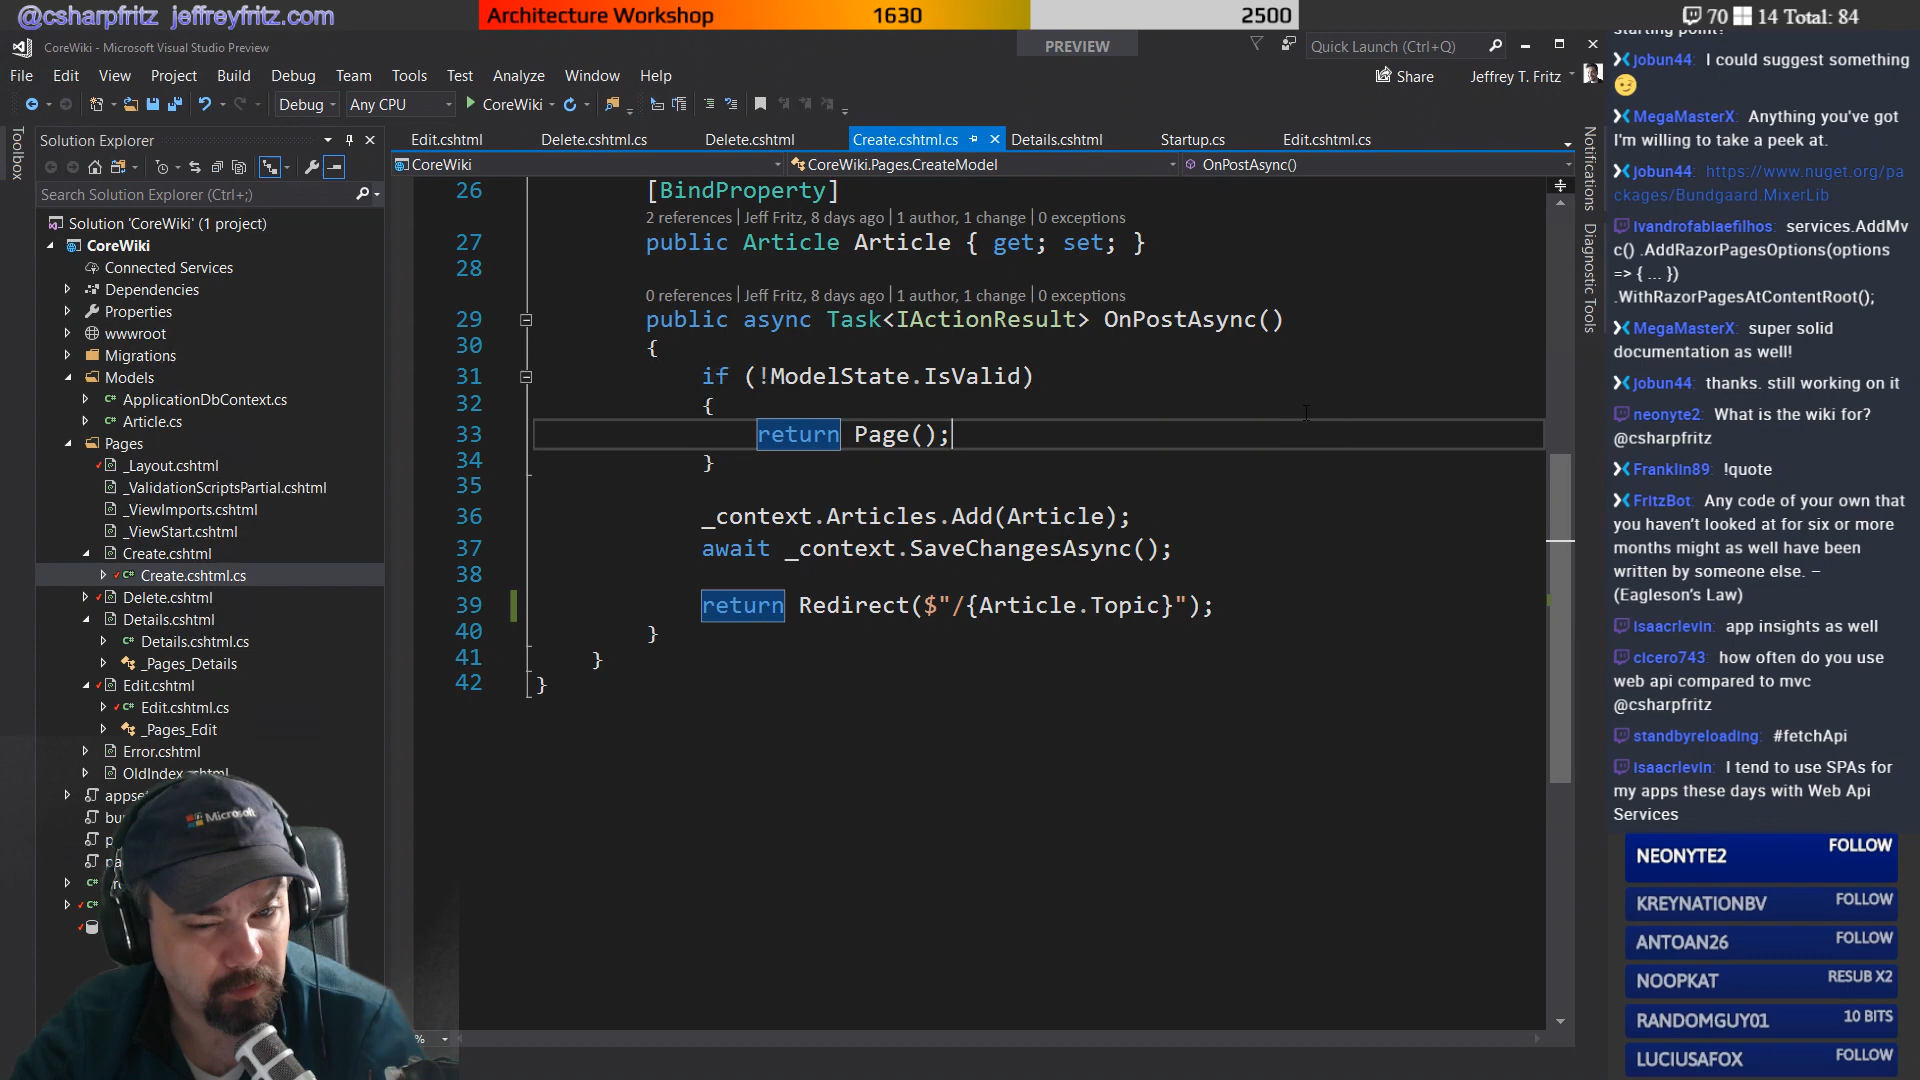 @csharpfritz jeffreyfritz.com
Architecture Workshop 1630 2500
70 14 Total: 84
CoreWiki - Microsoft Visual Studio Preview
PREVIEW
Quick Launch (Ctrl+Q)
File Edit View Project Build Debug Team Tools Test Analyze Window Help
Share Jeffrey T. Fritz
Debug Any CPU CoreWiki
Toolbox
Solution Explorer
Search Solution Explorer (Ctrl+;)
Solution 'CoreWiki' (1 project)
CoreWiki
Connected Services
Dependencies
Properties
wwwroot
Migrations
Models
ApplicationDbContext.cs
Article.cs
Pages
_Layout.cshtml
_ValidationScriptsPartial.cshtml
_ViewImports.cshtml
_ViewStart.cshtml
Create.cshtml
Create.cshtml.cs
Delete.cshtml
Details.cshtml
Details.cshtml.cs
_Pages_Details
Edit.cshtml
Edit.cshtml.cs
_Pages_Edit
Error.cshtml
OldIndex.cshtml
Microsoft
Edit.cshtml Delete.cshtml.cs Delete.cshtml Create.cshtml.cs Details.cshtml Startup.cs Edit.cshtml.cs
CoreWiki CoreWiki.Pages.CreateModel OnPostAsync()
26 [BindProperty]
2 references | Jeff Fritz, 8 days ago | 1 author, 1 change | 0 exceptions
27 public Article Article { get; set; }
28
0 references | Jeff Fritz, 8 days ago | 1 author, 1 change | 0 exceptions
29 public async Task<IActionResult> OnPostAsync()
30 {
31 if (!ModelState.IsValid)
32 {
33 return Page();
34 }
35
36 _context.Articles.Add(Article);
37 await _context.SaveChangesAsync();
38
39 return Redirect($"/{Article.Topic}");
40 }
41 }
42 }
%
Notifications
Diagnostic Tools
starting point?
jobun44: I could suggest something
MegaMasterX: Anything you've got
I'm willing to take a peek at.
jobun44: https://www.nuget.org/pa
ckages/Bundgaard.MixerLib
ivandrofablaefilhos: services.AddMv
c() .AddRazorPagesOptions(options
=> { ... })
.WithRazorPagesAtContentRoot();
MegaMasterX: super solid
documentation as well!
jobun44: thanks. still working on it
neonyte2: What is the wiki for?
@csharpfritz
Franklin89: !quote
FritzBot: Any code of your own that
you haven't looked at for six or more
months might as well have been
written by someone else. –
(Eagleson's Law)
isaacrlevin: app insights as well
cicero743: how often do you use
web api compared to mvc
@csharpfritz
standbyreloading: #fetchApi
isaacrlevin: I tend to use SPAs for
my apps these days with Web Api
Services
NEONYTE2 FOLLOW
KREYNATIONBV FOLLOW
ANTOAN26 FOLLOW
NOOPKAT RESUB X2
RANDOMGUY01 10 BITS
LUCIUSAFOX FOLLOW